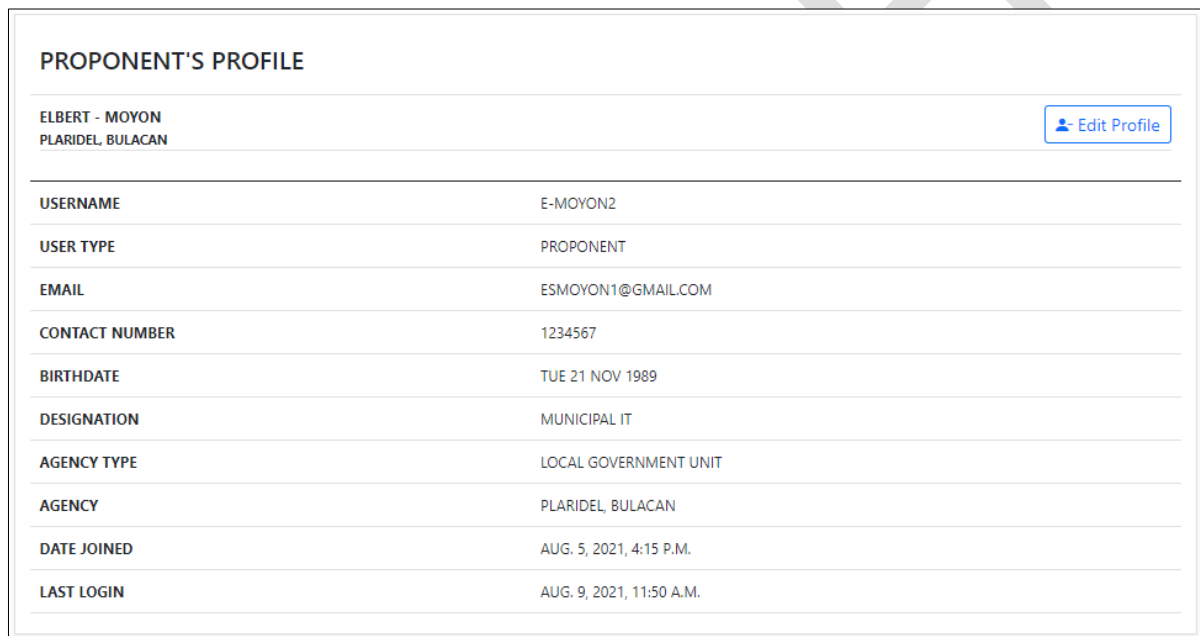 PROPONENT'S PROFILE
ELBERT - MOYON
PLARIDEL, BULACAN
Edit Profile
USERNAME E-MOYON2
USER TYPE PROPONENT
EMAIL ESMOYON1@GMAIL.COM
CONTACT NUMBER 1234567
BIRTHDATE TUE 21 NOV 1989
DESIGNATION MUNICIPAL IT
AGENCY TYPE LOCAL GOVERNMENT UNIT
AGENCY PLARIDEL, BULACAN
DATE JOINED AUG. 5, 2021, 4:15 P.M.
LAST LOGIN AUG. 9, 2021, 11:50 A.M.